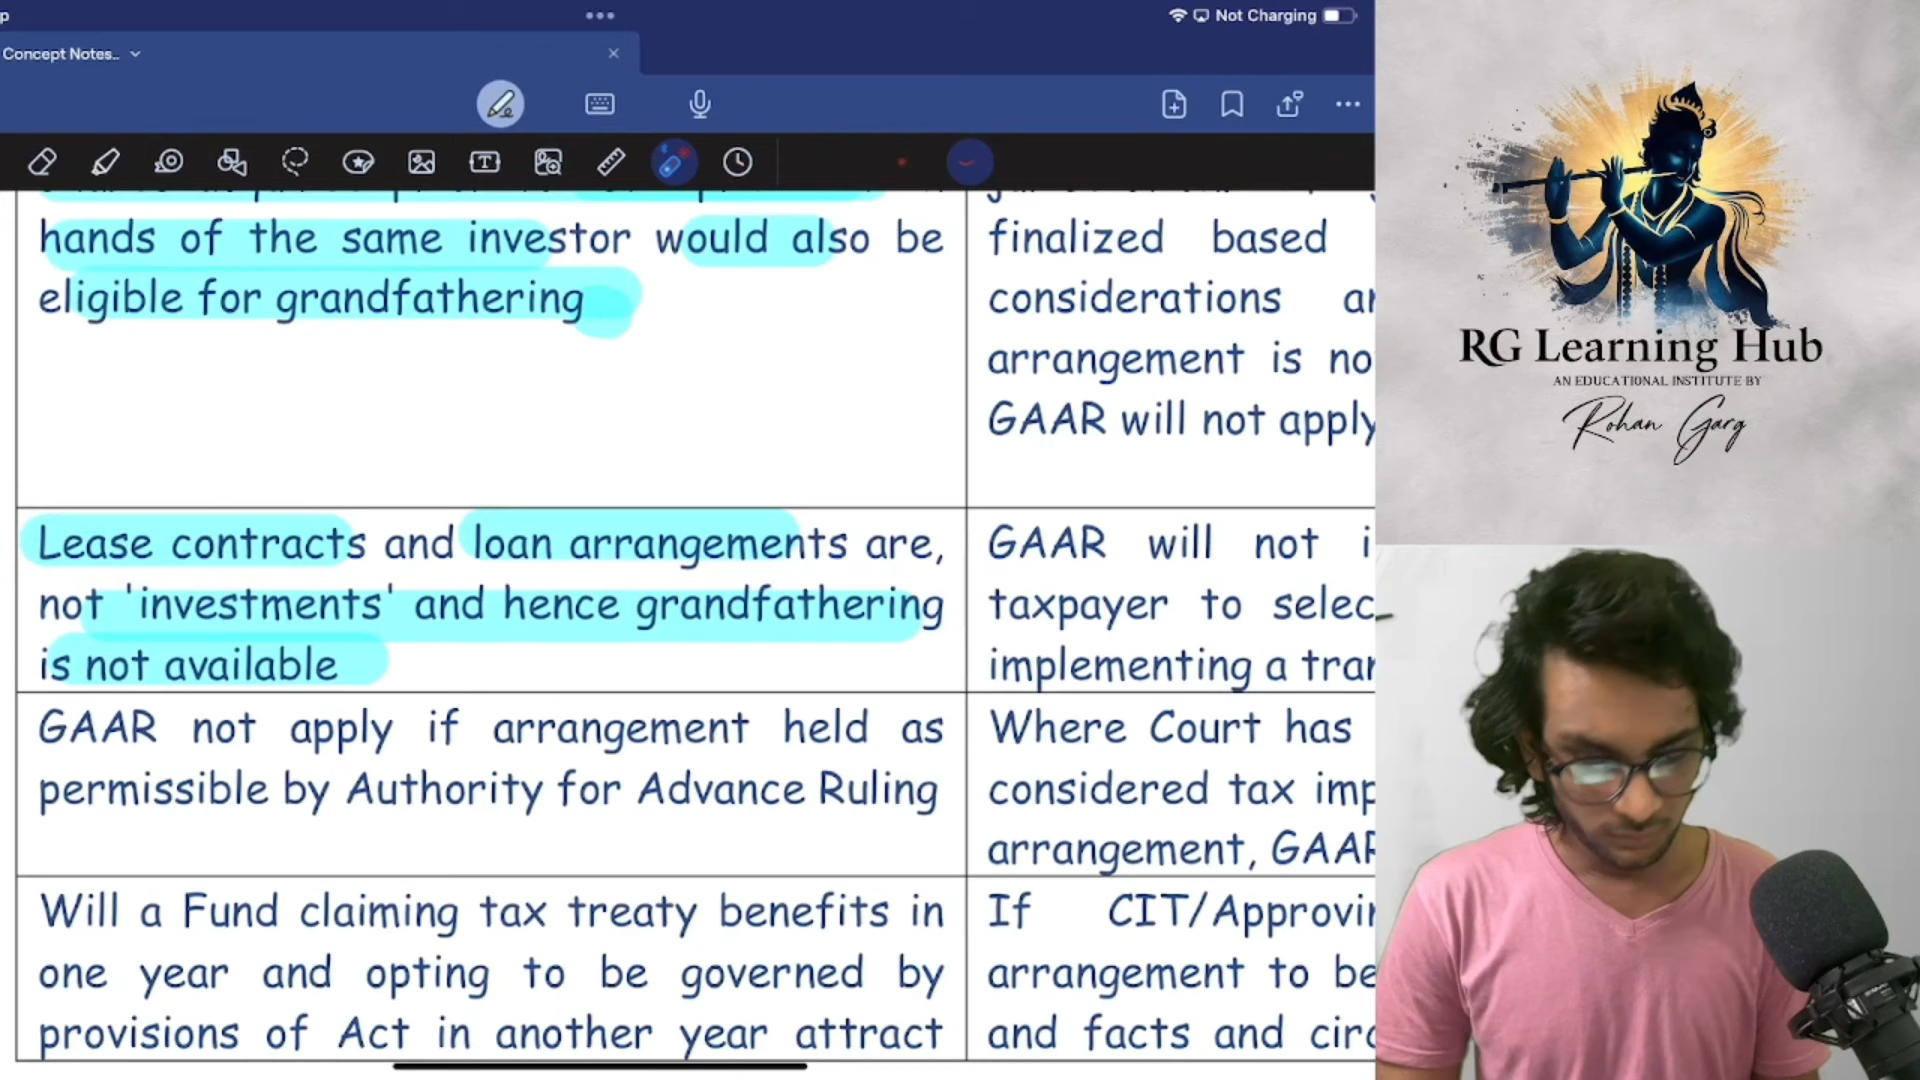 Not Charging
Concept Notes..
hands of the same investor would also be
eligible for grandfathering
Lease contracts and loan arrangements are,
not 'investments' and hence grandfathering
is not available
GAAR not apply if arrangement held as
permissible by Authority for Advance Ruling
Will a Fund claiming tax treaty benefits in
one year and opting to be governed by
provisions of Act in another year attract
finalized based
considerations
arrangement is
GAAR will not apply
GAAR will not
taxpayer to
implementing a
Where Court has
considered tax
arrangement,
If
arrangement to
and facts and
RG Learning Hub
AN EDUCATIONAL INSTITUTE BY
Rohan Garg